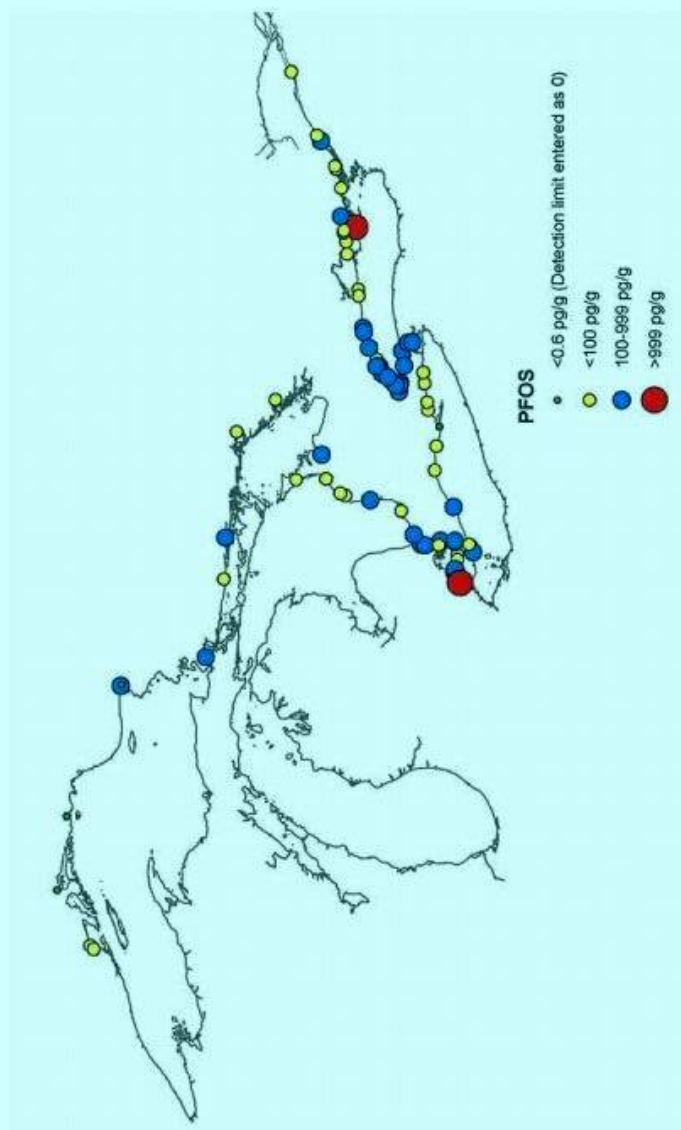 PFOS
<0.6 pg/g (Detection limit entered as 0)
<100 pg/g
100-999 pg/g
>999 pg/g